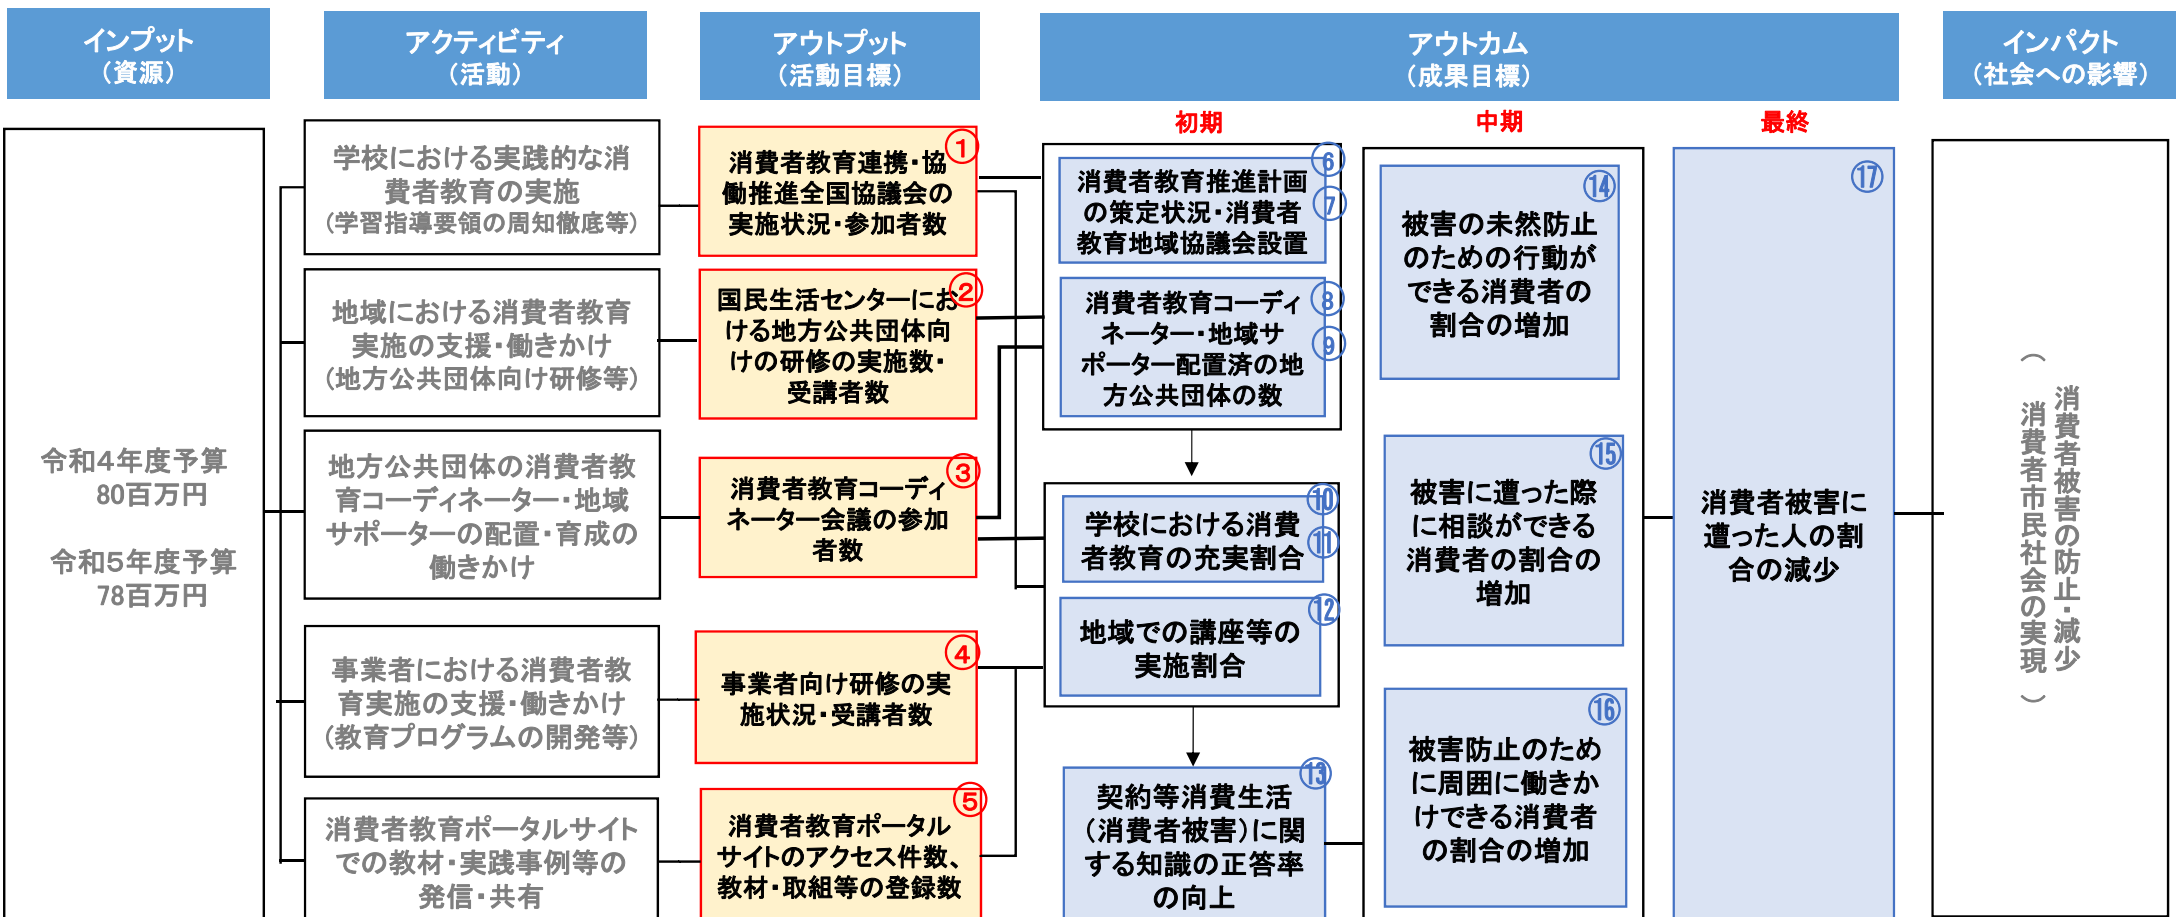 インプット
（資源）
アクティビティ
（活動）
アウトプット
（活動目標）
アウトカム
（成果目標）
インパクト
（社会への影響）
初期
中期
最終
令和４年度予算
80百万円
令和５年度予算
78百万円
学校における実践的な消
費者教育の実施
（学習指導要領の周知徹底等）
地域における消費者教育
実施の支援・働きかけ
（地方公共団体向け研修等）
地方公共団体の消費者教
育コーディネーター・地域
サポーターの配置・育成の
働きかけ
事業者における消費者教
育実施の支援・働きかけ
（教育プログラムの開発等）
消費者教育ポータルサイト
での教材・実践事例等の
発信・共有
①
消費者教育連携・協
働推進全国協議会の
実施状況・参加者数
②
国民生活センターにお
ける地方公共団体向
けの研修の実施数・
受講者数
③
消費者教育コーディ
ネーター会議の参加
者数
④
事業者向け研修の実
施状況・受講者数
⑤
消費者教育ポータル
サイトのアクセス件数、
教材・取組等の登録数
⑥
⑦
消費者教育推進計画
の策定状況・消費者
教育地域協議会設置
⑧
⑨
消費者教育コーディ
ネーター・地域サ
ポーター配置済の地
方公共団体の数
⑩
⑪
学校における消費
者教育の充実割合
⑫
地域での講座等の
実施割合
⑬
契約等消費生活
（消費者被害）に関
する知識の正答率
の向上
⑭
被害の未然防止
のための行動が
できる消費者の
割合の増加
⑮
被害に遭った際
に相談ができる
消費者の割合の
増加
⑯
被害防止のため
に周囲に働きか
けできる消費者
の割合の増加
⑰
消費者被害に
遭った人の割
合の減少
消費者被害の防止・減少
（　消費者市民社会の実現　）